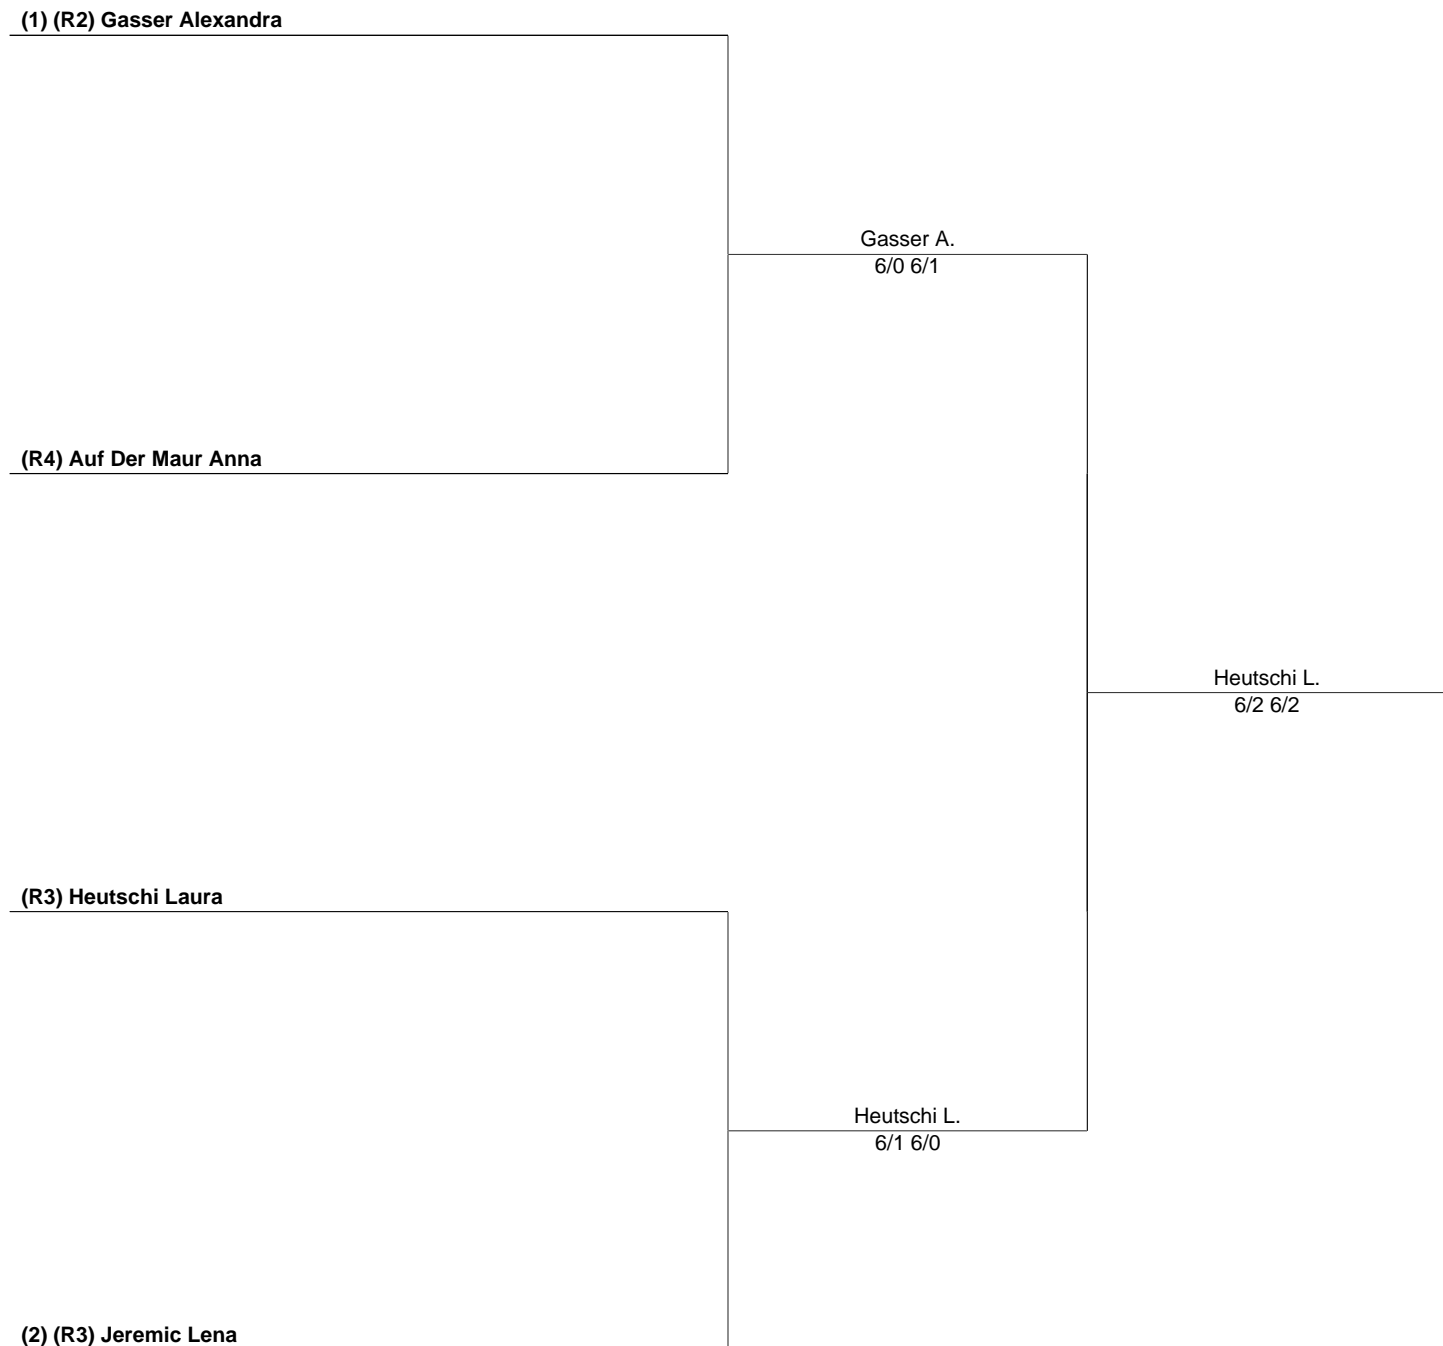 (1) (R2) Gasser Alexandra
Gasser A.
6/0 6/1
(R4) Auf Der Maur Anna
Heutschi L.
6/2 6/2
(R3) Heutschi Laura
Heutschi L.
6/1 6/0
(2) (R3) Jeremic Lena